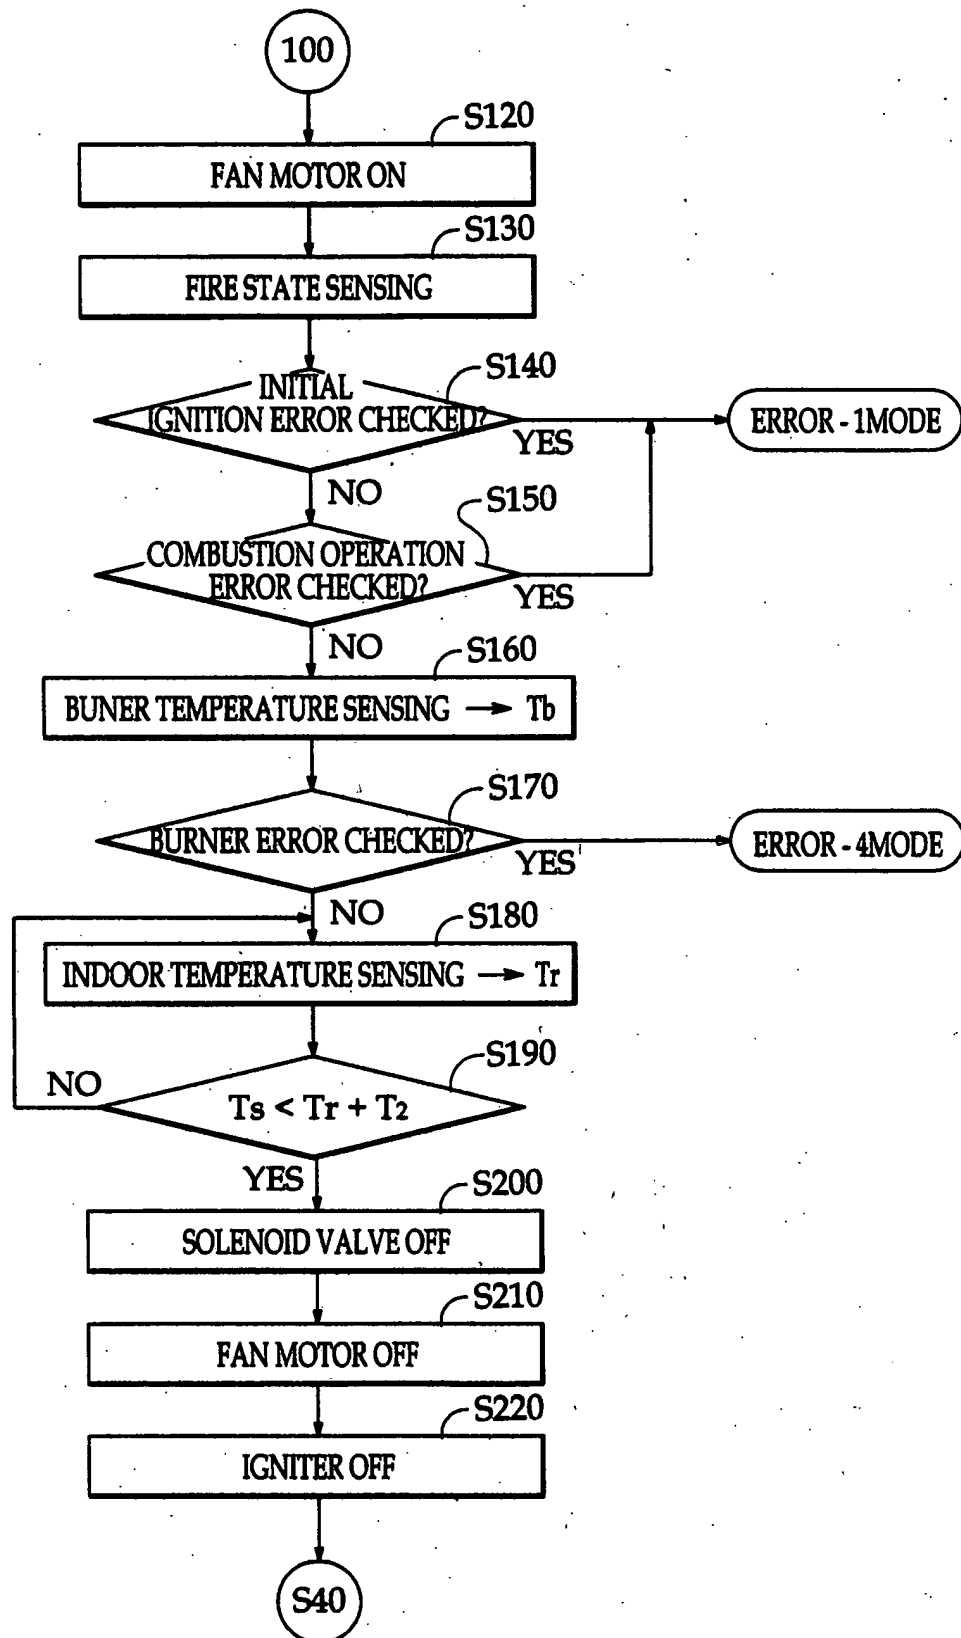 100
S120
FAN MOTOR ON
S130
FIRE STATE SENSING
S140
INITIAL
IGNITION ERROR CHECKED?
YES
ERROR - 1MODE
NO
S150
COMBUSTION OPERATION
ERROR CHECKED?
YES
NO
S160
BUNER TEMPERATURE SENSING → Tb
S170
BURNER ERROR CHECKED?
YES
ERROR - 4MODE
NO
S180
INDOOR TEMPERATURE SENSING → Tr
S190
NO
Ts < Tr + T2
YES
S200
SOLENOID VALVE OFF
S210
FAN MOTOR OFF
S220
IGNITER OFF
S40